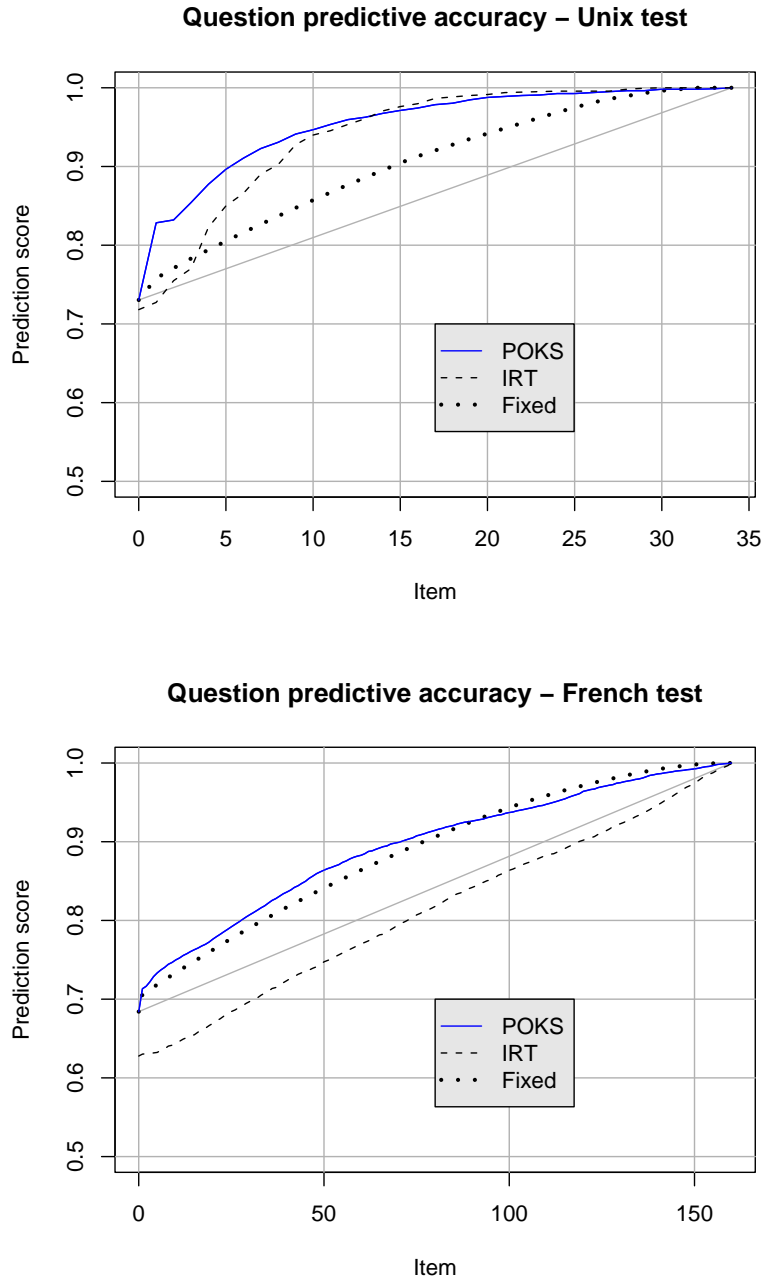 Question predictive accuracy – Unix test
Prediction score
1.0
0.9
0.8
0.7
0.6
0.5
POKS
IRT
Fixed
0 5 10 15 20 25 30 35
Item
Question predictive accuracy – French test
Prediction score
1.0
0.9
0.8
0.7
0.6
0.5
POKS
IRT
Fixed
0 50 100 150
Item